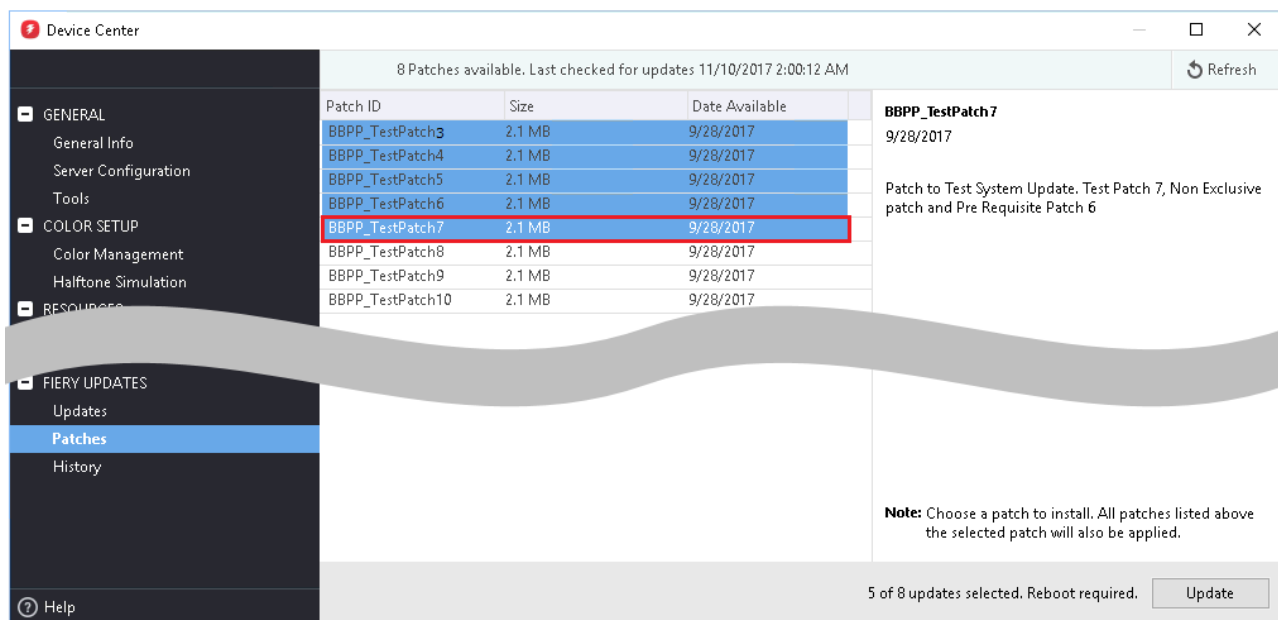 Device Center
8 Patches available. Last checked for updates 11/10/2017 2:00:12 AM
Refresh
GENERAL
General Info
Server Configuration
Tools
COLOR SETUP
Color Management
Halftone Simulation
RESOURCES
FIERY UPDATES
Updates
Patches
History
Help
Patch ID Size Date Available
BBPP_TestPatch3 2.1 MB 9/28/2017
BBPP_TestPatch4 2.1 MB 9/28/2017
BBPP_TestPatch5 2.1 MB 9/28/2017
BBPP_TestPatch6 2.1 MB 9/28/2017
BBPP_TestPatch7 2.1 MB 9/28/2017
BBPP_TestPatch8 2.1 MB 9/28/2017
BBPP_TestPatch9 2.1 MB 9/28/2017
BBPP_TestPatch10 2.1 MB 9/28/2017
BBPP_TestPatch7
9/28/2017
Patch to Test System Update. Test Patch 7, Non Exclusive
patch and Pre Requisite Patch 6
Note: Choose a patch to install. All patches listed above
the selected patch will also be applied.
5 of 8 updates selected. Reboot required.
Update